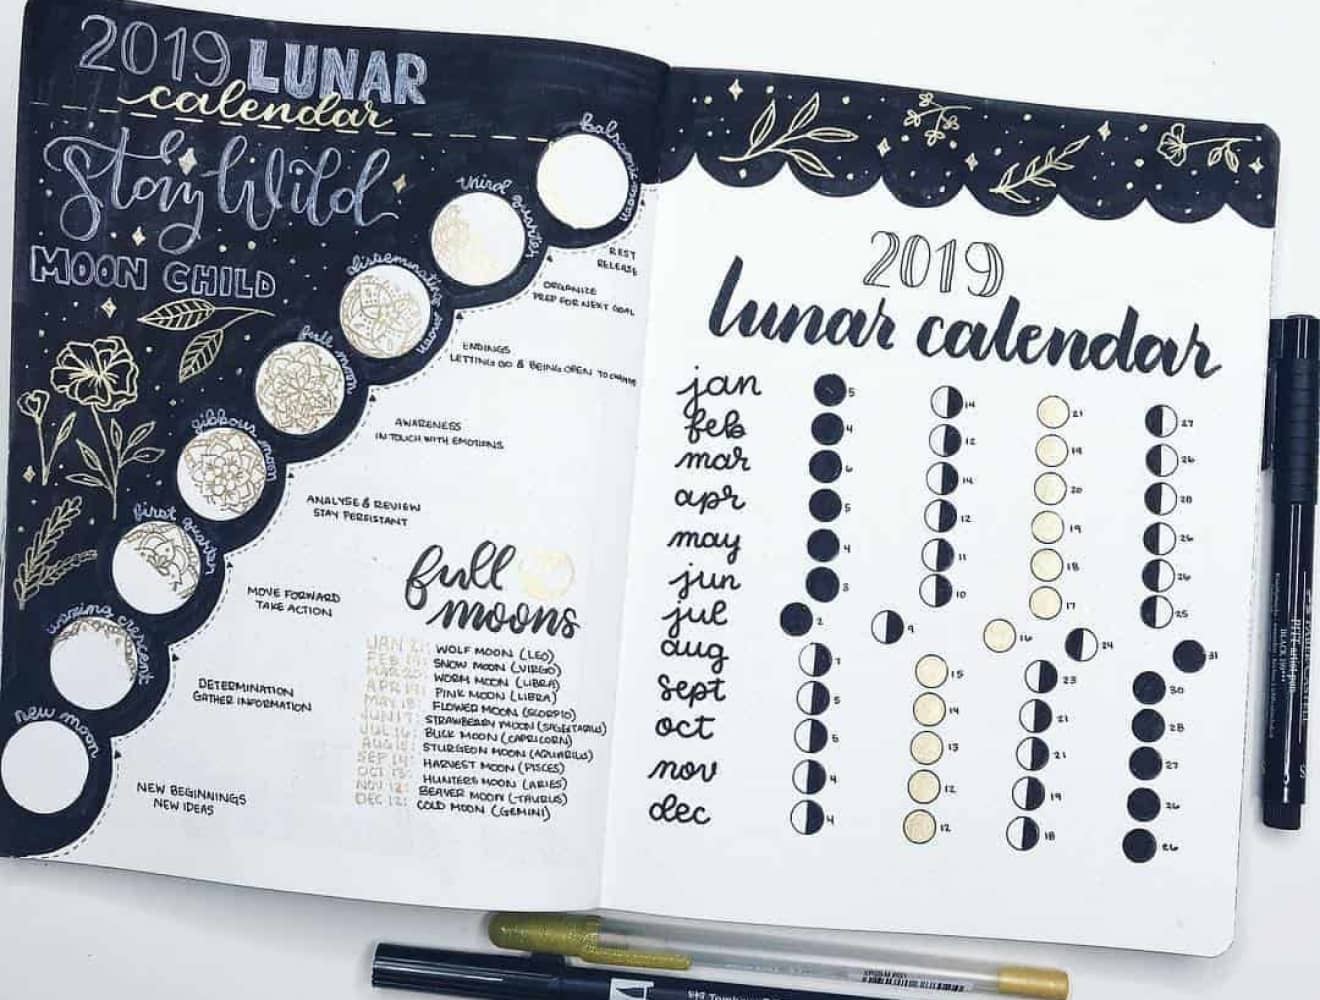 2019 LUNAR
calendar
Stay Wild
MOON CHILD
balsamic moon
REST
RELEASE
third quarter
ORGANIZE
PREP FOR NEXT GOAL
disseminating moon
ENDINGS
LETTING GO & BEING OPEN TO CHANGE
full moon
AWARENESS
IN TOUCH WITH EMOTIONS
gibbous moon
ANALYSE & REVIEW
STAY PERSISTANT
first quarter
MOVE FORWARD
TAKE ACTION
waxing crescent
DETERMINATION
GATHER INFORMATION
new moon
NEW BEGINNINGS
NEW IDEAS
full
moons
JAN 21: WOLF MOON (LEO)
FEB 19: SNOW MOON (VIRGO)
MAR 20: WORM MOON (LIBRA)
APR 19: PINK MOON (LIBRA)
MAY 18: FLOWER MOON (SCORPIO)
JUN 17: STRAWBERRY MOON (SAGETARIUS)
JUL 16: BUCK MOON (CAPRICORN)
AUG 15: STURGEON MOON (AQUARIUS)
SEP 14: HARVEST MOON (PISCES)
OCT 13: HUNTERS MOON (ARIES)
NOV 12: BEAVER MOON (TAURUS)
DEC 12: COLD MOON (GEMINI)
2019
lunar calendar
jan 5 14 21 27
feb 4 12 19 26
mar 6 14 20 28
apr 5 12 19 26
may 4 11 18 26
jun 3 10 17 25
jul 2 9 16 24 31
aug 7 15 23 30
sept 5 14 21 28
oct 5 13 21 27
nov 4 12 19 26
dec 4 12 18 26
PITT artist pen